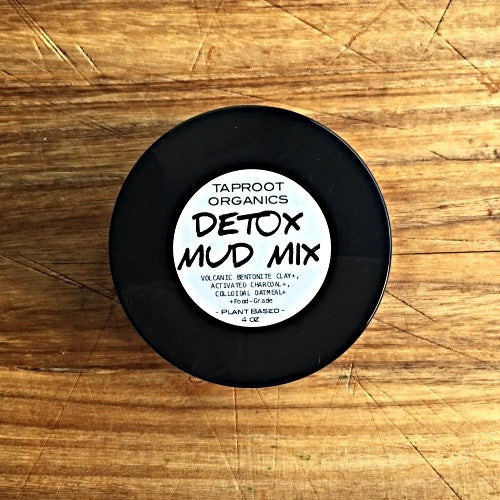 TAPROOT
ORGANICS
DETOX
MUD MIX
VOLCANIC BENTONITE CLAY+,
ACTIVATED CHARCOAL+,
COLLOIDAL OATMEAL+
+Food-Grade
- PLANT BASED -
4 OZ